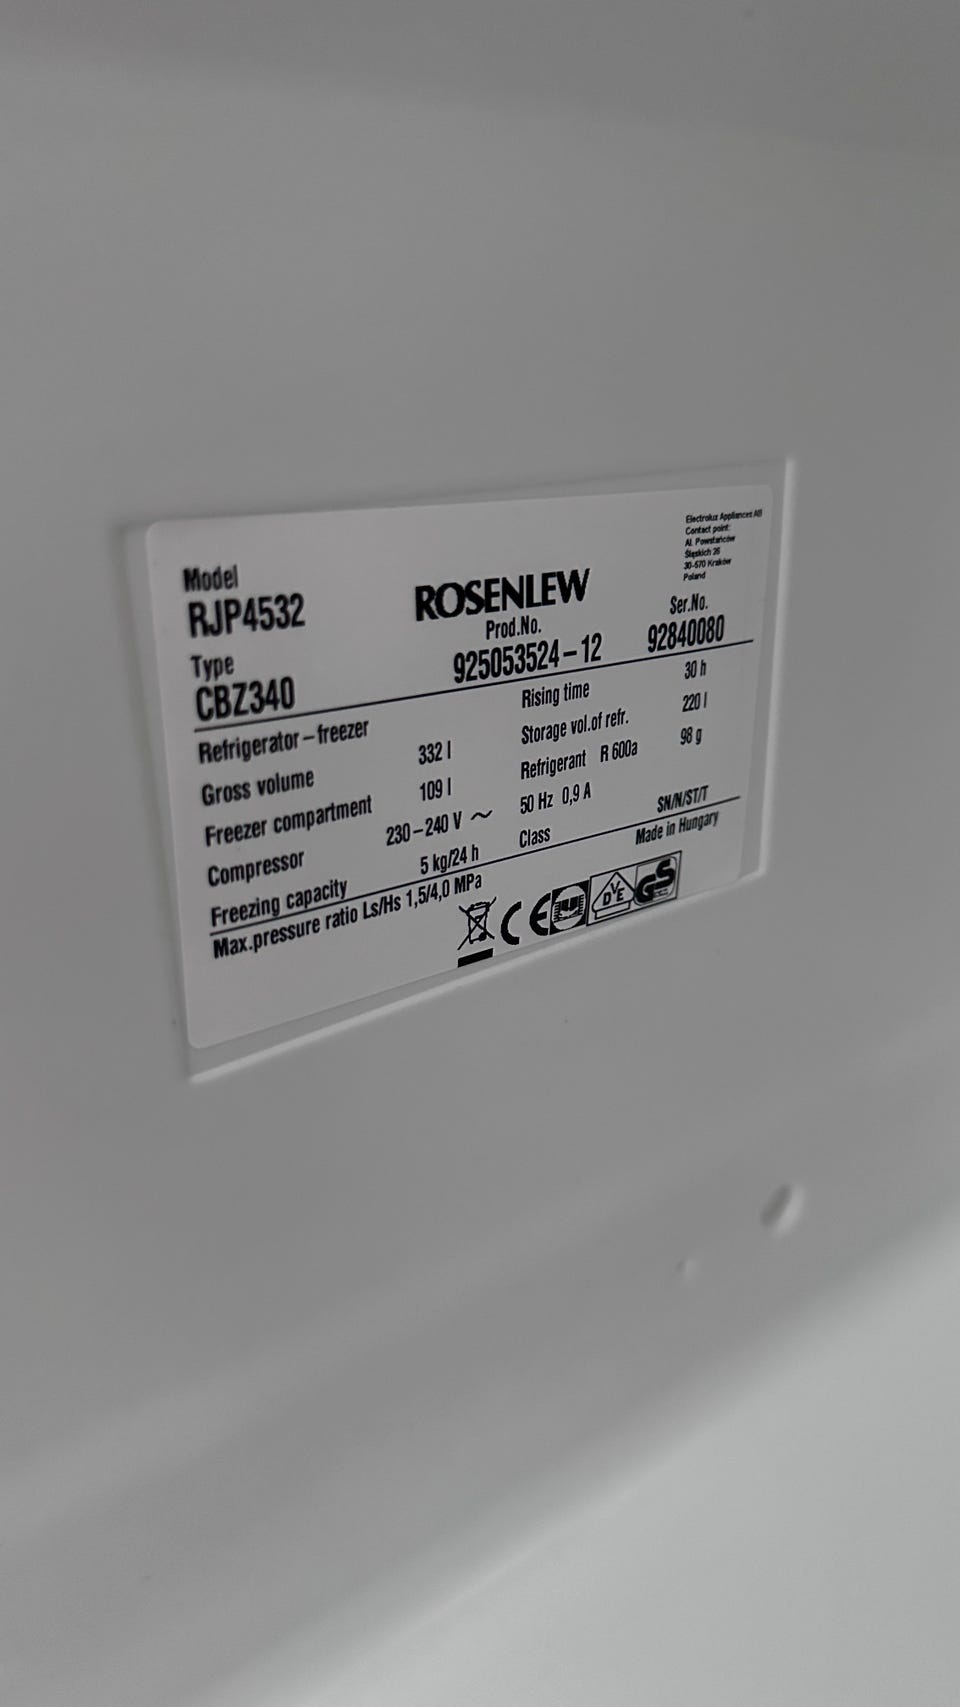 Electrolux Appliances AB
Contact point:
Al. Powstańców
Śląskich 26
30-570 Kraków
Poland
Model
RJP4532
ROSENLEW
Type
CBZ340
Prod.No.
925053524-12
Ser.No.
92840080
Refrigerator-freezer
Rising time 30 h
Gross volume 332 l
Storage vol.of refr. 220 l
Freezer compartment 109 l
Refrigerant R 600a 98 g
Compressor 230-240 V ~ 50 Hz 0,9 A
Freezing capacity 5 kg/24 h
Class SN/N/ST/T
Max.pressure ratio Ls/Hs 1,5/4,0 MPa
Made in Hungary
CE
DVE
GS